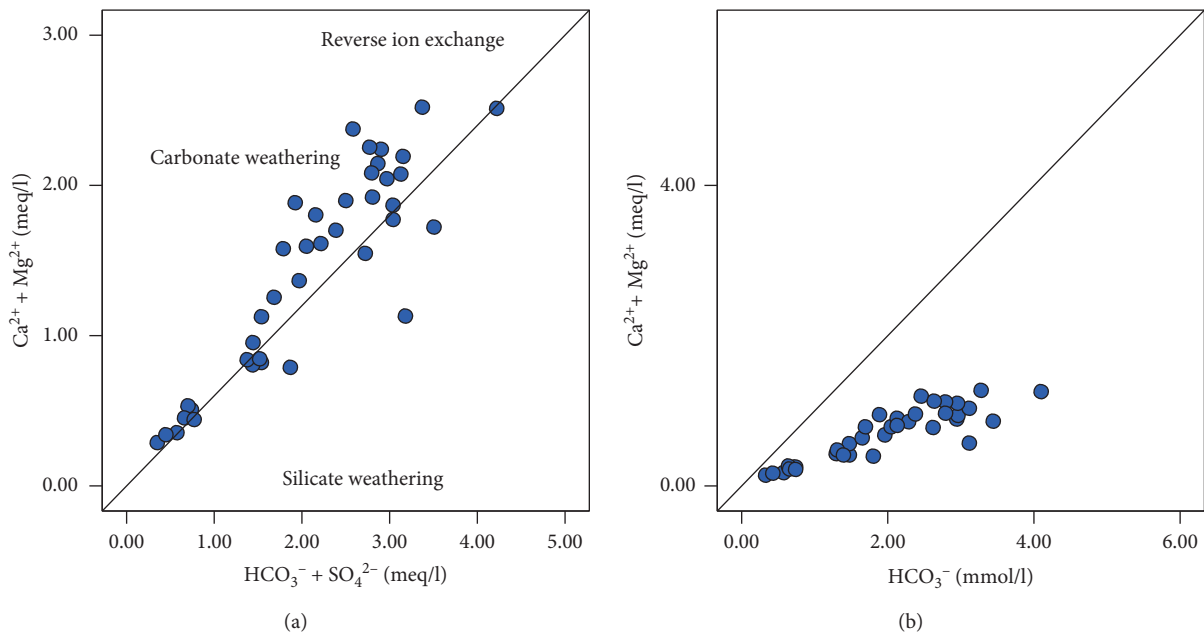 3.00
2.00
1.00
0.00
Ca²⁺ + Mg²⁺ (meq/l)
Reverse ion exchange
Carbonate weathering
Silicate weathering
0.00 1.00 2.00 3.00 4.00 5.00
HCO₃⁻ + SO₄²⁻ (meq/l)
(a)
4.00
0.00
Ca²⁺+ Mg²⁺ (meq/l)
0.00 2.00 4.00 6.00
HCO₃⁻ (mmol/l)
(b)